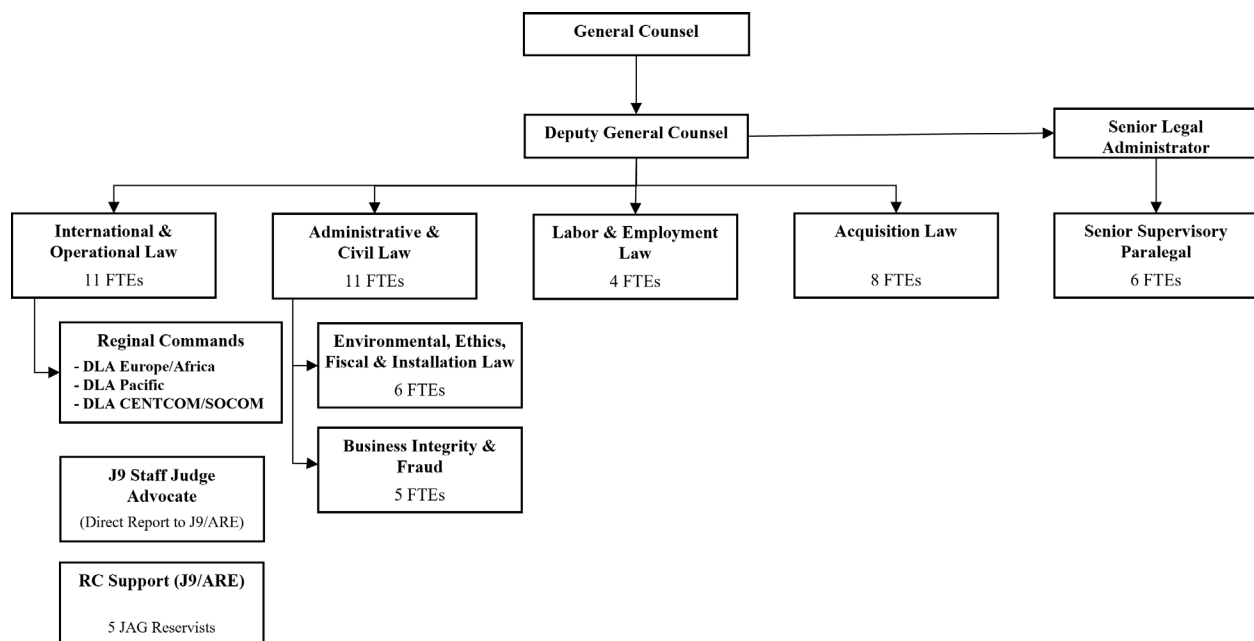 General Counsel
Deputy General Counsel
Senior Legal
Administrator
International &
Operational Law
11 FTEs
Administrative &
Civil Law
11 FTEs
Labor & Employment
Law
4 FTEs
Acquisition Law
8 FTEs
Senior Supervisory
Paralegal
6 FTEs
Reginal Commands
- DLA Europe/Africa
- DLA Pacific
- DLA CENTCOM/SOCOM
Environmental, Ethics,
Fiscal & Installation Law
6 FTEs
Business Integrity &
Fraud
5 FTEs
J9 Staff Judge
Advocate
(Direct Report to J9/ARE)
RC Support (J9/ARE)
5 JAG Reservists